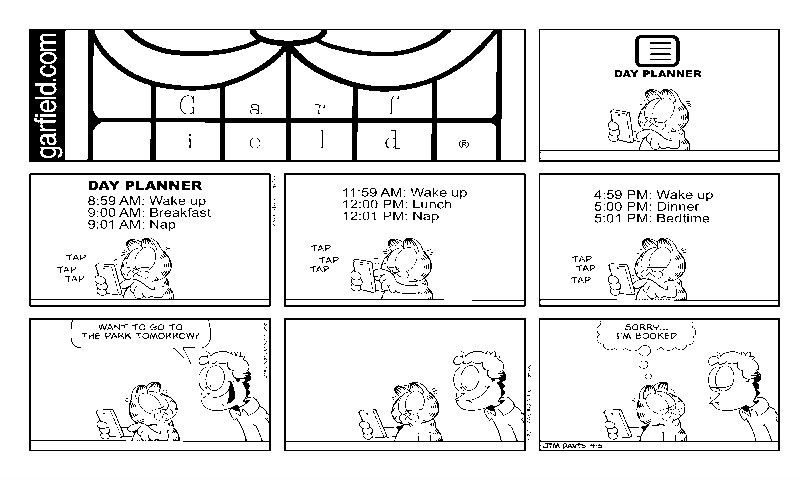 garfield.com
G a r f
i e l d ®
DAY PLANNER
DAY PLANNER
8:59 AM: Wake up
9:00 AM: Breakfast
9:01 AM: Nap
TAP
TAP
TAP
11:59 AM: Wake up
12:00 PM: Lunch
12:01 PM: Nap
TAP
TAP
TAP
4:59 PM: Wake up
5:00 PM: Dinner
5:01 PM: Bedtime
TAP
TAP
TAP
WANT TO GO TO
THE PARK TOMORROW?
SORRY...
I'M BOOKED
JIM DAVIS